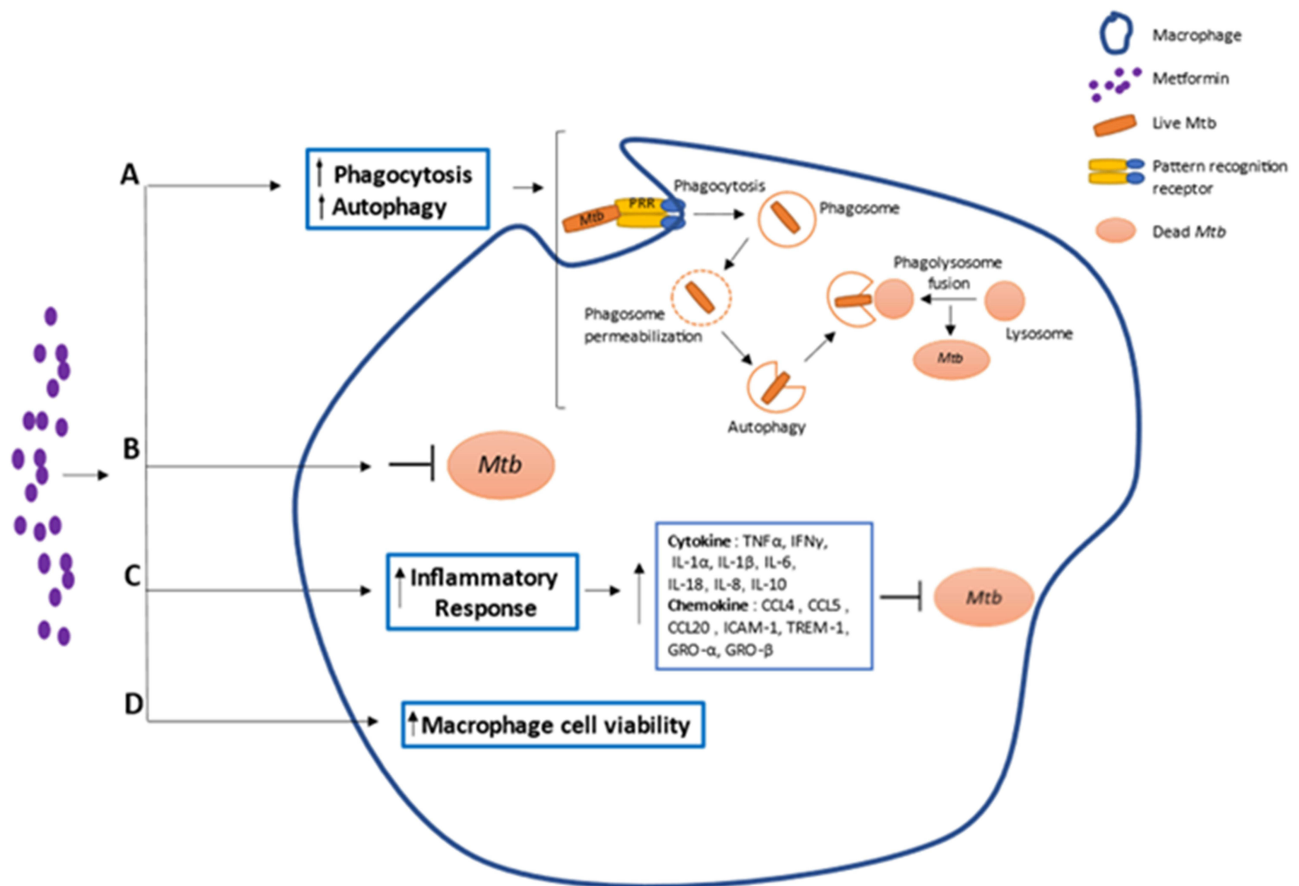 Macrophage
Metformin
Live Mtb
Pattern recognition
receptor
Dead Mtb
A
↑ Phagocytosis
↑ Autophagy
Mtb
PRR
Phagocytosis
Phagosome
Phagosome
permeabilization
Autophagy
Phagolysosome
fusion
Lysosome
Mtb
B
Mtb
C
↑ Inflammatory
Response
↑
Cytokine : TNFα, IFNγ,
IL-1α, IL-1β, IL-6,
IL-18, IL-8, IL-10
Chemokine : CCL4 , CCL5 ,
CCL20 , ICAM-1, TREM-1,
GRO-α, GRO-β
Mtb
D
↑Macrophage cell viability